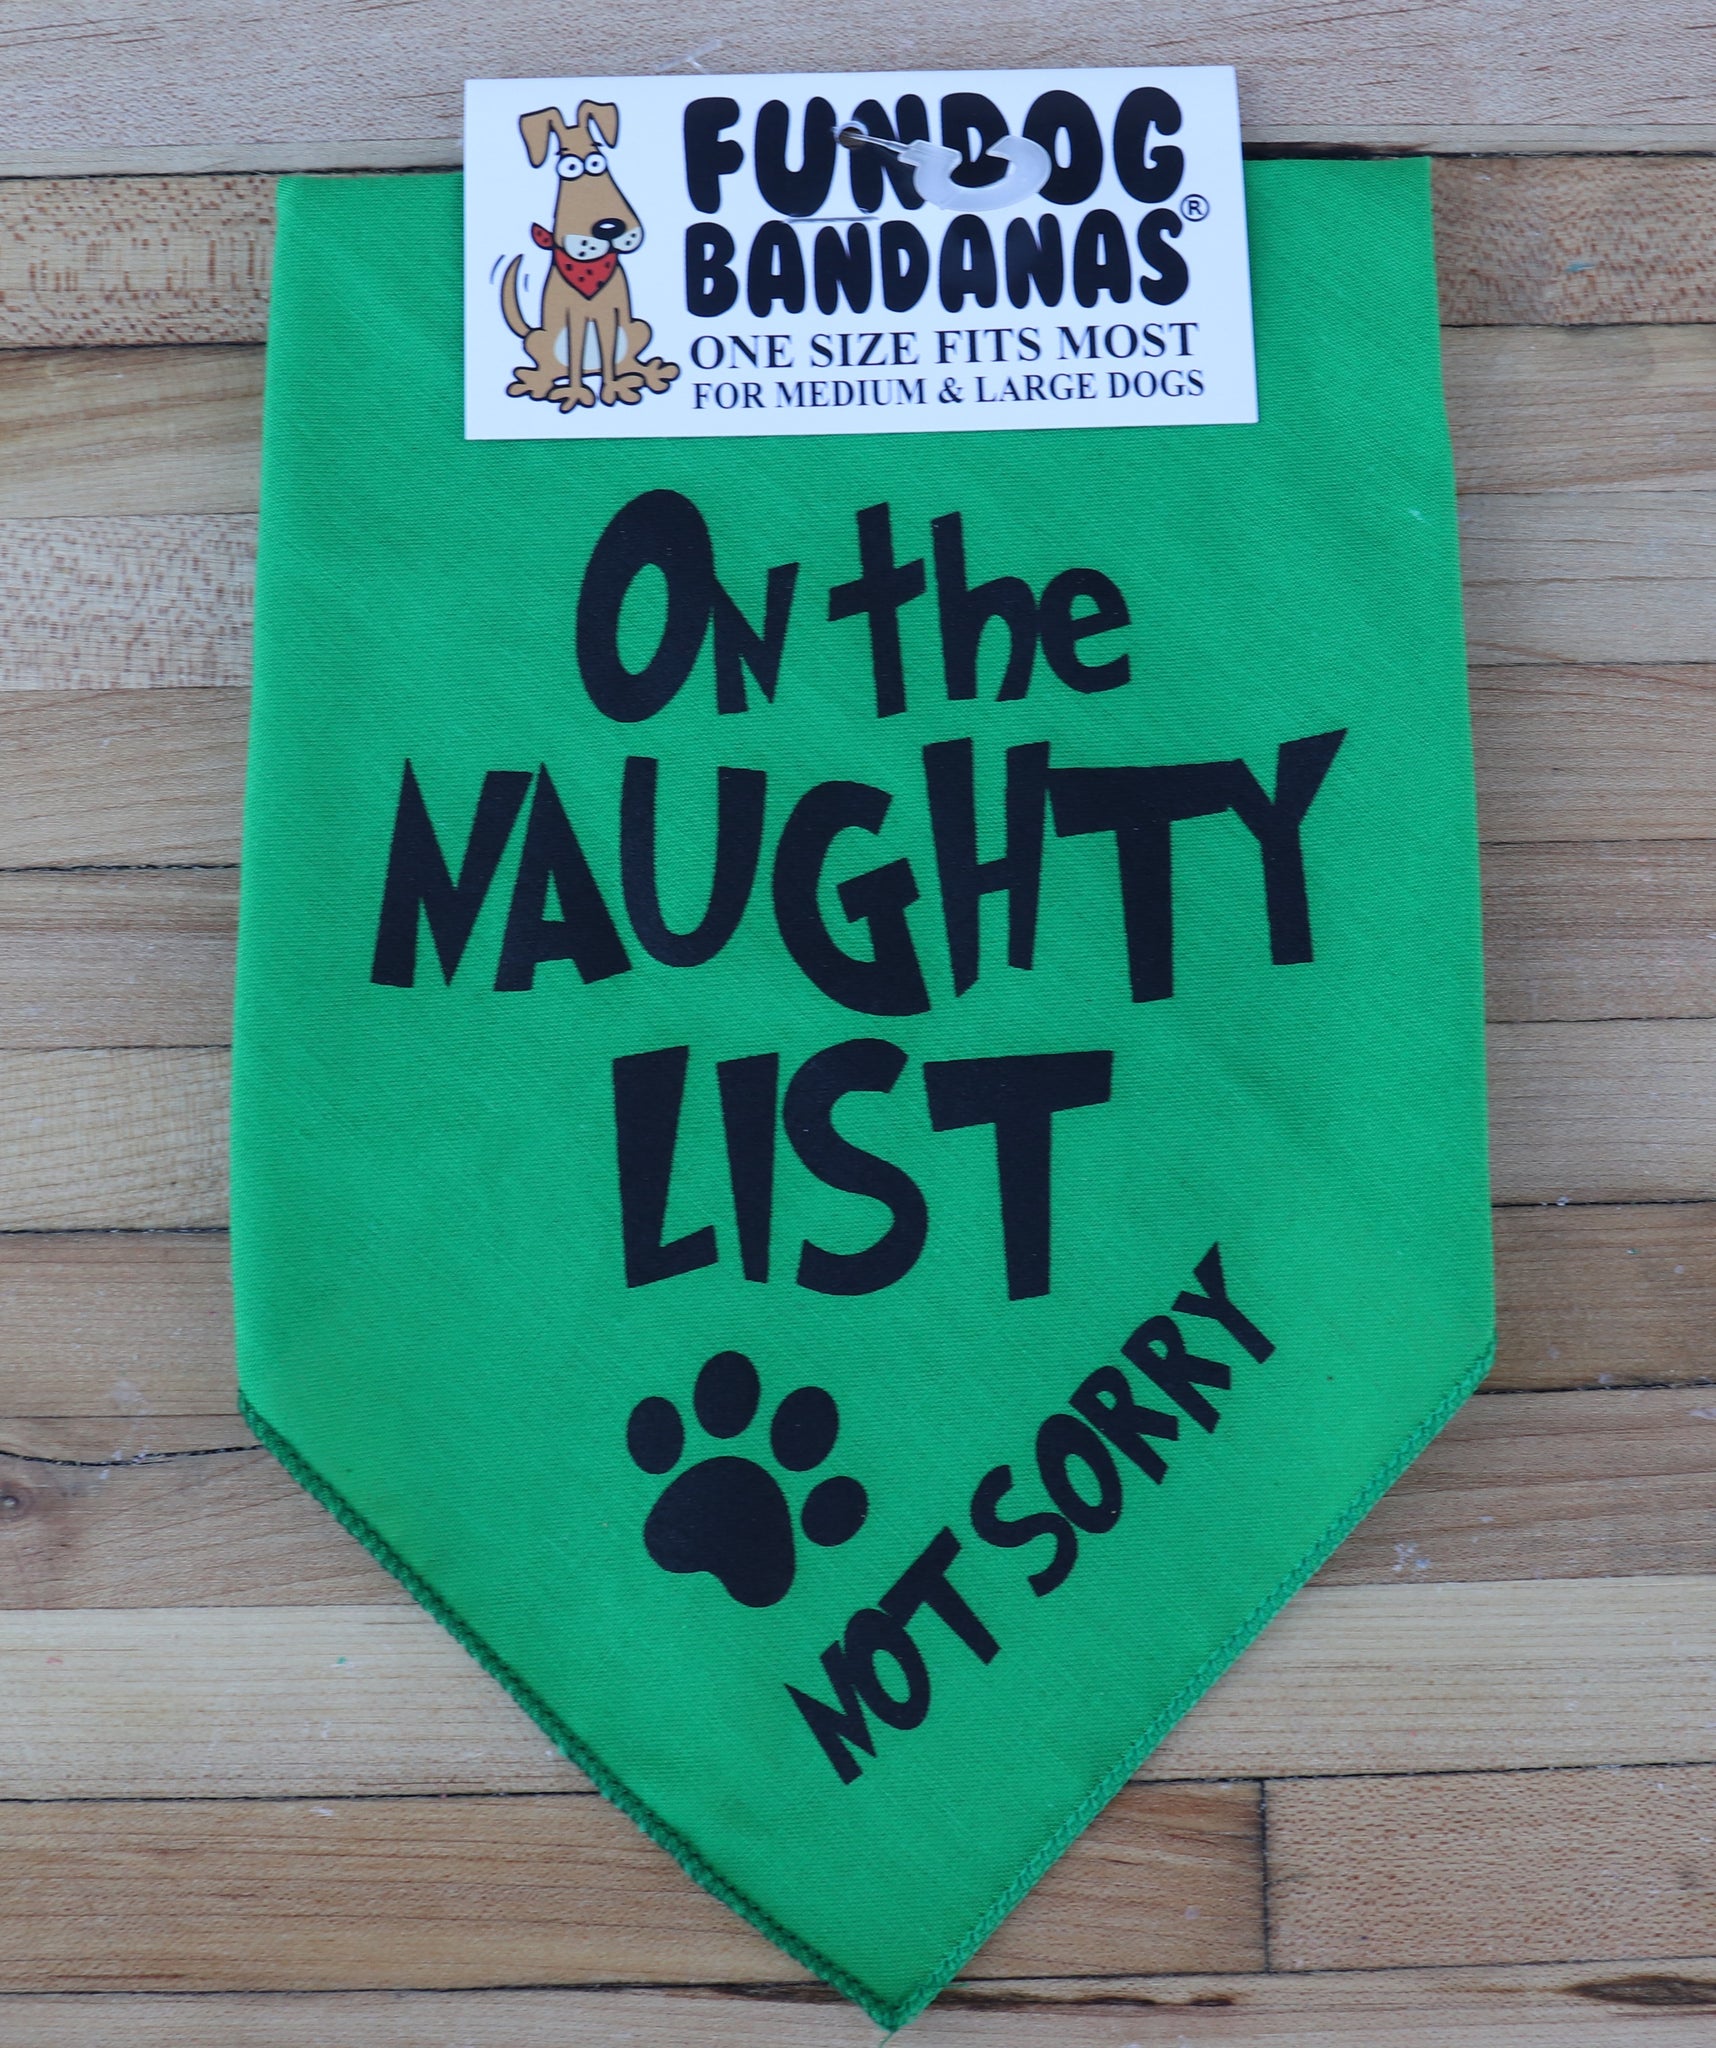 FUNDOG
BANDANAS®
ONE SIZE FITS MOST
FOR MEDIUM & LARGE DOGS
On the
NAUGHTY
LIST
NOT SORRY